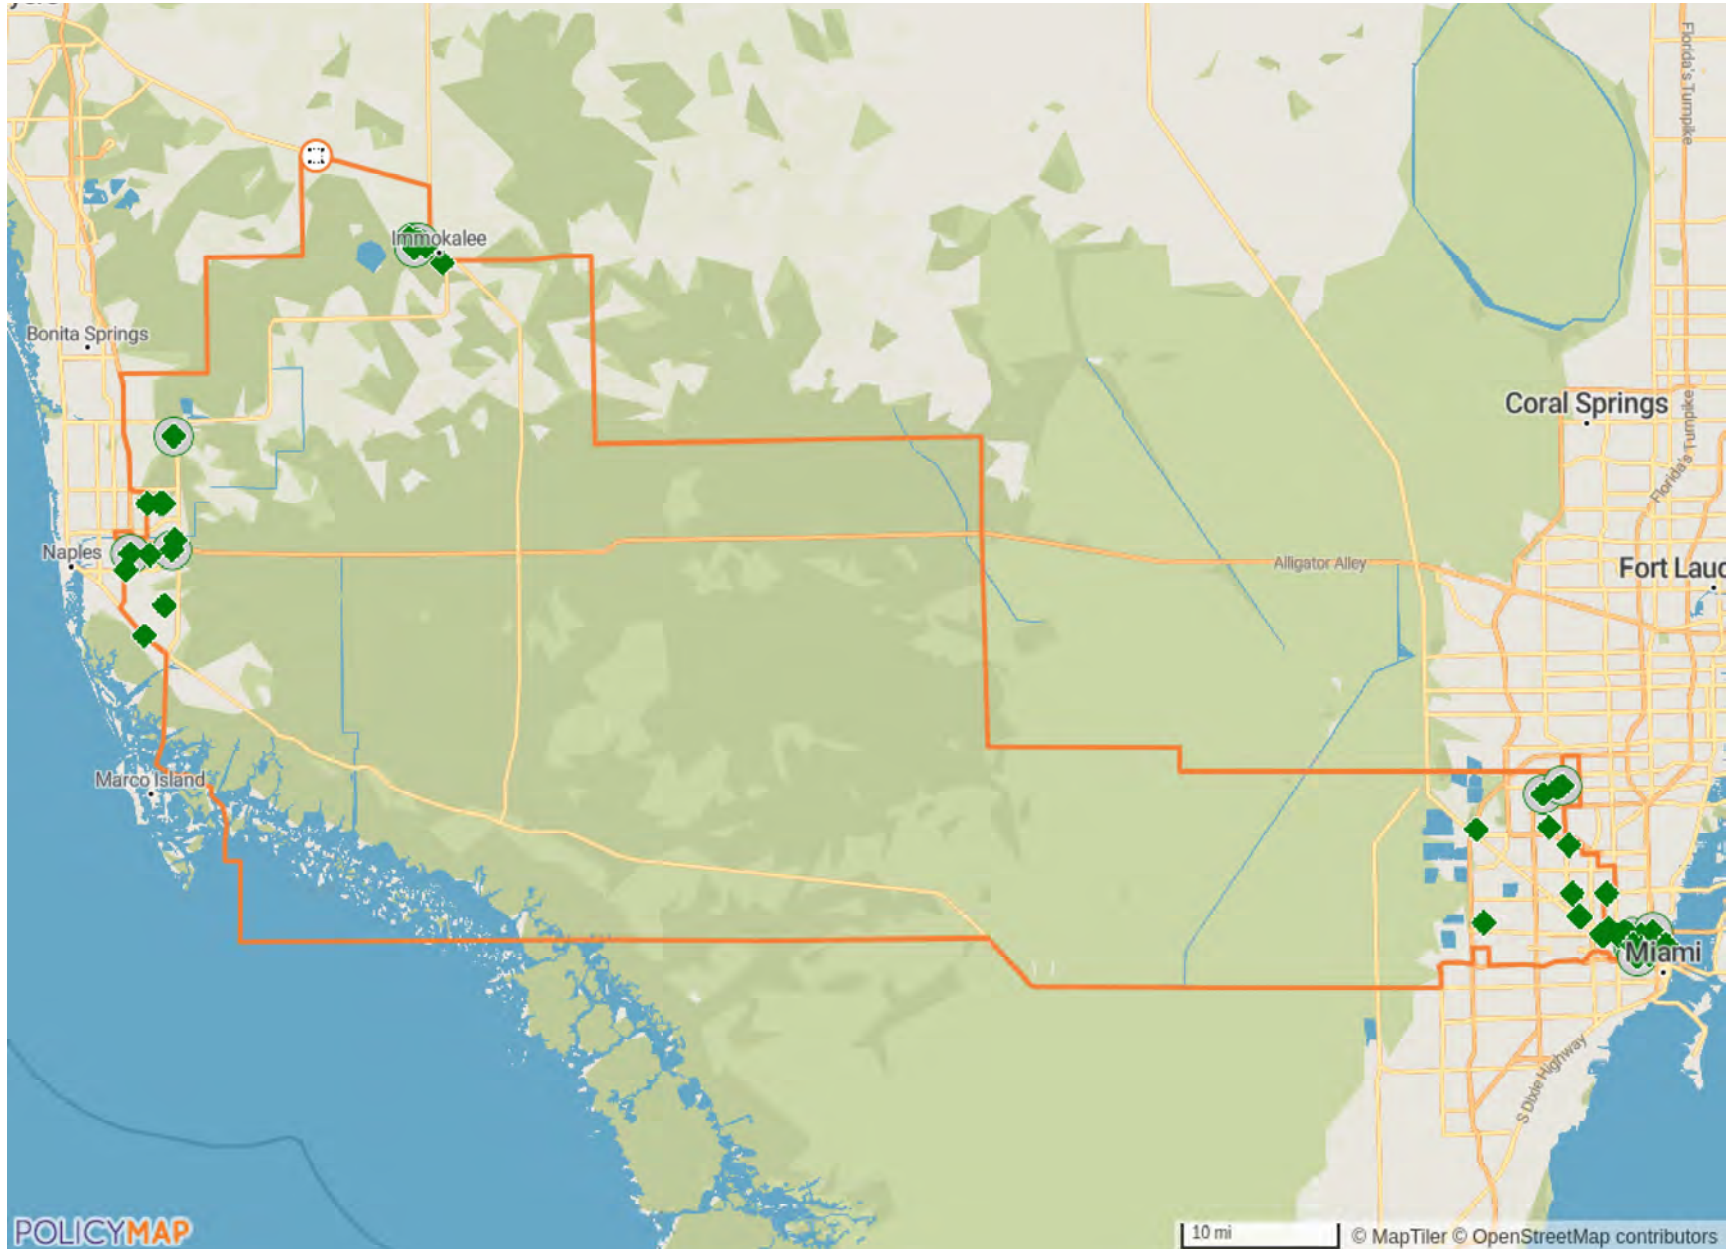 Florida's Turnpike
Immokalee
Bonita Springs
Coral Springs
Florida's Turnpike
Naples
Alligator Alley
Fort Laud
Marco Island
Miami
S Dixie Highway
POLICYMAP
10 mi
© MapTiler © OpenStreetMap contributors